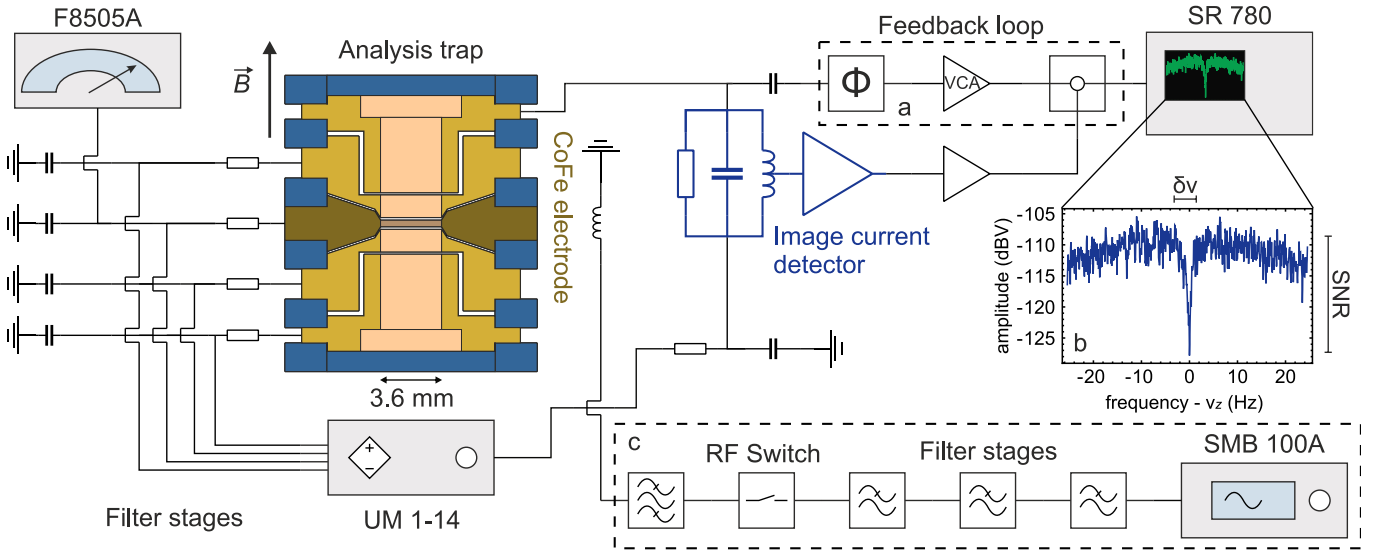 F8505A
B
Analysis trap
3.6 mm
CoFe electrode
Filter stages
UM 1-14
Feedback loop
Φ
VCA
a
SR 780
Image current
detector
δν
-105
-110
-115
-120
-125
amplitude (dBV)
SNR
b
-20
-10
0
10
20
frequency - νz (Hz)
c
RF Switch
Filter stages
SMB 100A
+
−